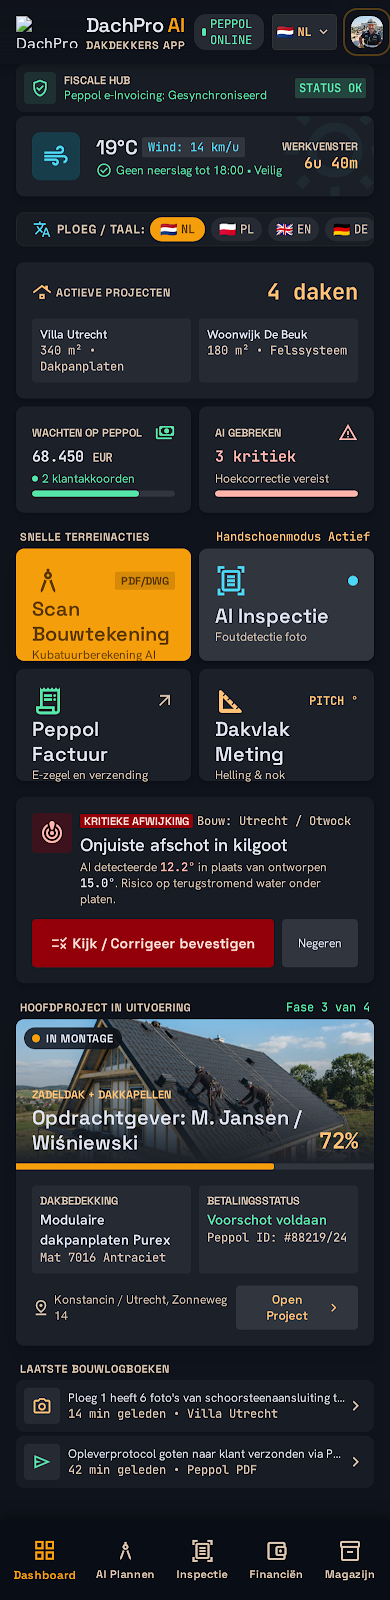 DachPro
DachPro AI
DAKDEKKERS APP
PEPPOL
ONLINE
🇳🇱 NL
FISCALE HUB
Peppol e-Invoicing: Gesynchroniseerd
STATUS OK
19°C
Wind: 14 km/u
Geen neerslag tot 18:00 • Veilig
WERKVENSTER
6u 40m
PLOEG / TAAL:
🇳🇱 NL
🇵🇱 PL
🇬🇧 EN
🇩🇪 DE
ACTIEVE PROJECTEN
4 daken
Villa Utrecht
340 m² •
Dakpanplaten
Woonwijk De Beuk
180 m² • Felssysteem
WACHTEN OP PEPPOL
68.450 EUR
2 klantakkoorden
AI GEBREKEN
3 kritiek
Hoekcorrectie vereist
SNELLE TERREINACTIES
Handschoenmodus Actief
PDF/DWG
Scan
Bouwtekening
Kubatuurberekening AI
AI Inspectie
Foutdetectie foto
Peppol
Factuur
E-zegel en verzending
PITCH °
Dakvlak
Meting
Helling & nok
KRITIEKE AFWIJKING
Bouw: Utrecht / Otwock
Onjuiste afschot in kilgoot
AI detecteerde 12.2° in plaats van ontworpen
15.0°. Risico op terugstromend water onder
platen.
Kijk / Corrigeer bevestigen
Negeren
HOOFDPROJECT IN UITVOERING
Fase 3 van 4
IN MONTAGE
ZADELDAK + DAKKAPELLEN
Opdrachtgever: M. Jansen /
Wiśniewski
72%
DAKBEDEKKING
Modulaire
dakpanplaten Purex
Mat 7016 Antraciet
BETALINGSSTATUS
Voorschot voldaan
Peppol ID: #88219/24
Konstancin / Utrecht, Zonneweg
14
Open
Project
LAATSTE BOUWLOGBOEKEN
Ploeg 1 heeft 6 foto's van schoorsteenaansluiting t...
14 min geleden • Villa Utrecht
Opleverprotocol goten naar klant verzonden via P...
42 min geleden • Peppol PDF
Dashboard
AI Plannen
Inspectie
Financiën
Magazijn